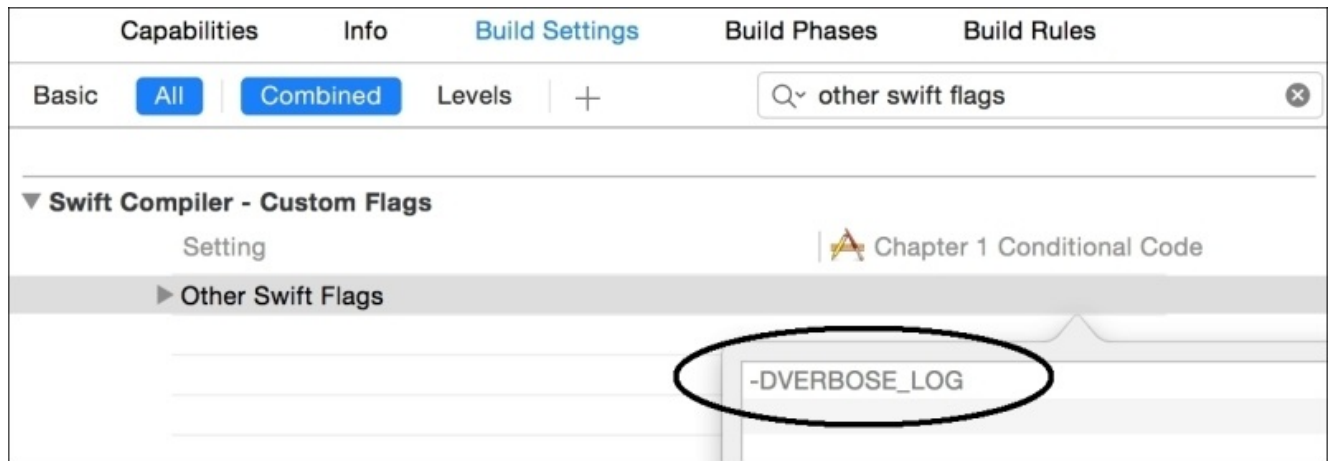 Capabilities Info Build Settings Build Phases Build Rules
Basic All Combined Levels + other swift flags
Swift Compiler - Custom Flags
Setting Chapter 1 Conditional Code
Other Swift Flags
-DVERBOSE_LOG